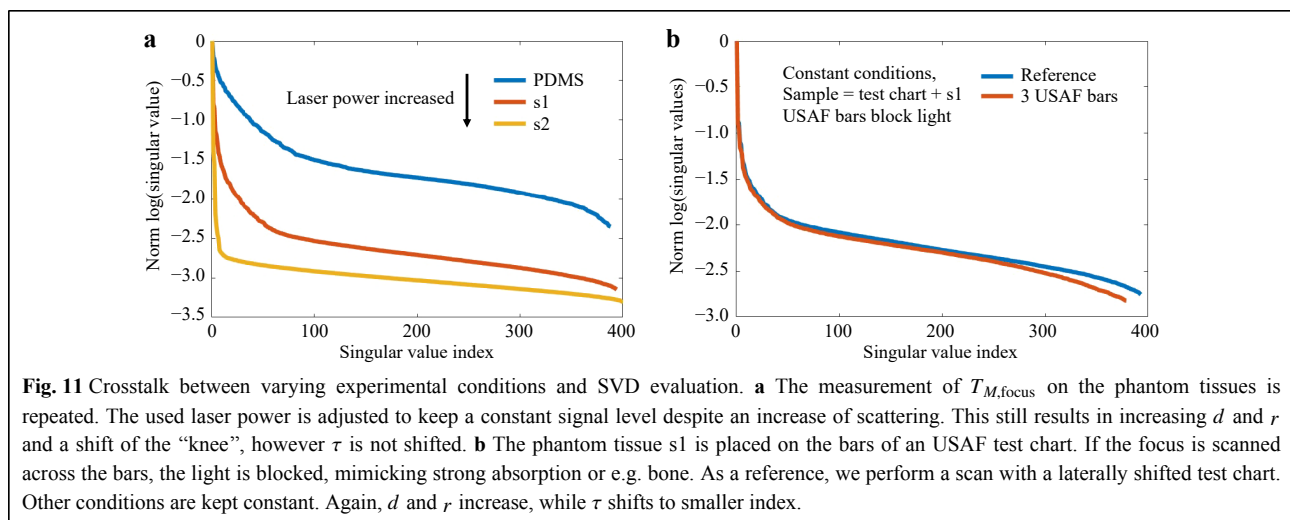 a
0
−0.5
−1.0
−1.5
−2.0
−2.5
−3.0
−3.5
Norm log(singular values)
Laser power increased
PDMS
s1
s2
0
100
200
300
400
Singular value index
b
0
−0.5
−1.0
−1.5
−2.0
−2.5
−3.0
Norm log(singular values)
Constant conditions,
Sample = test chart + s1
USAF bars block light
Reference
3 USAF bars
0
100
200
300
400
Singular value index
Fig. 11 Crosstalk between varying experimental conditions and SVD evaluation. a The measurement of T_M,focus on the phantom tissues is
repeated. The used laser power is adjusted to keep a constant signal level despite an increase of scattering. This still results in increasing d and r
and a shift of the “knee”, however τ is not shifted. b The phantom tissue s1 is placed on the bars of an USAF test chart. If the focus is scanned
across the bars, the light is blocked, mimicking strong absorption or e.g. bone. As a reference, we perform a scan with a laterally shifted test chart.
Other conditions are kept constant. Again, d and r increase, while τ shifts to smaller index.